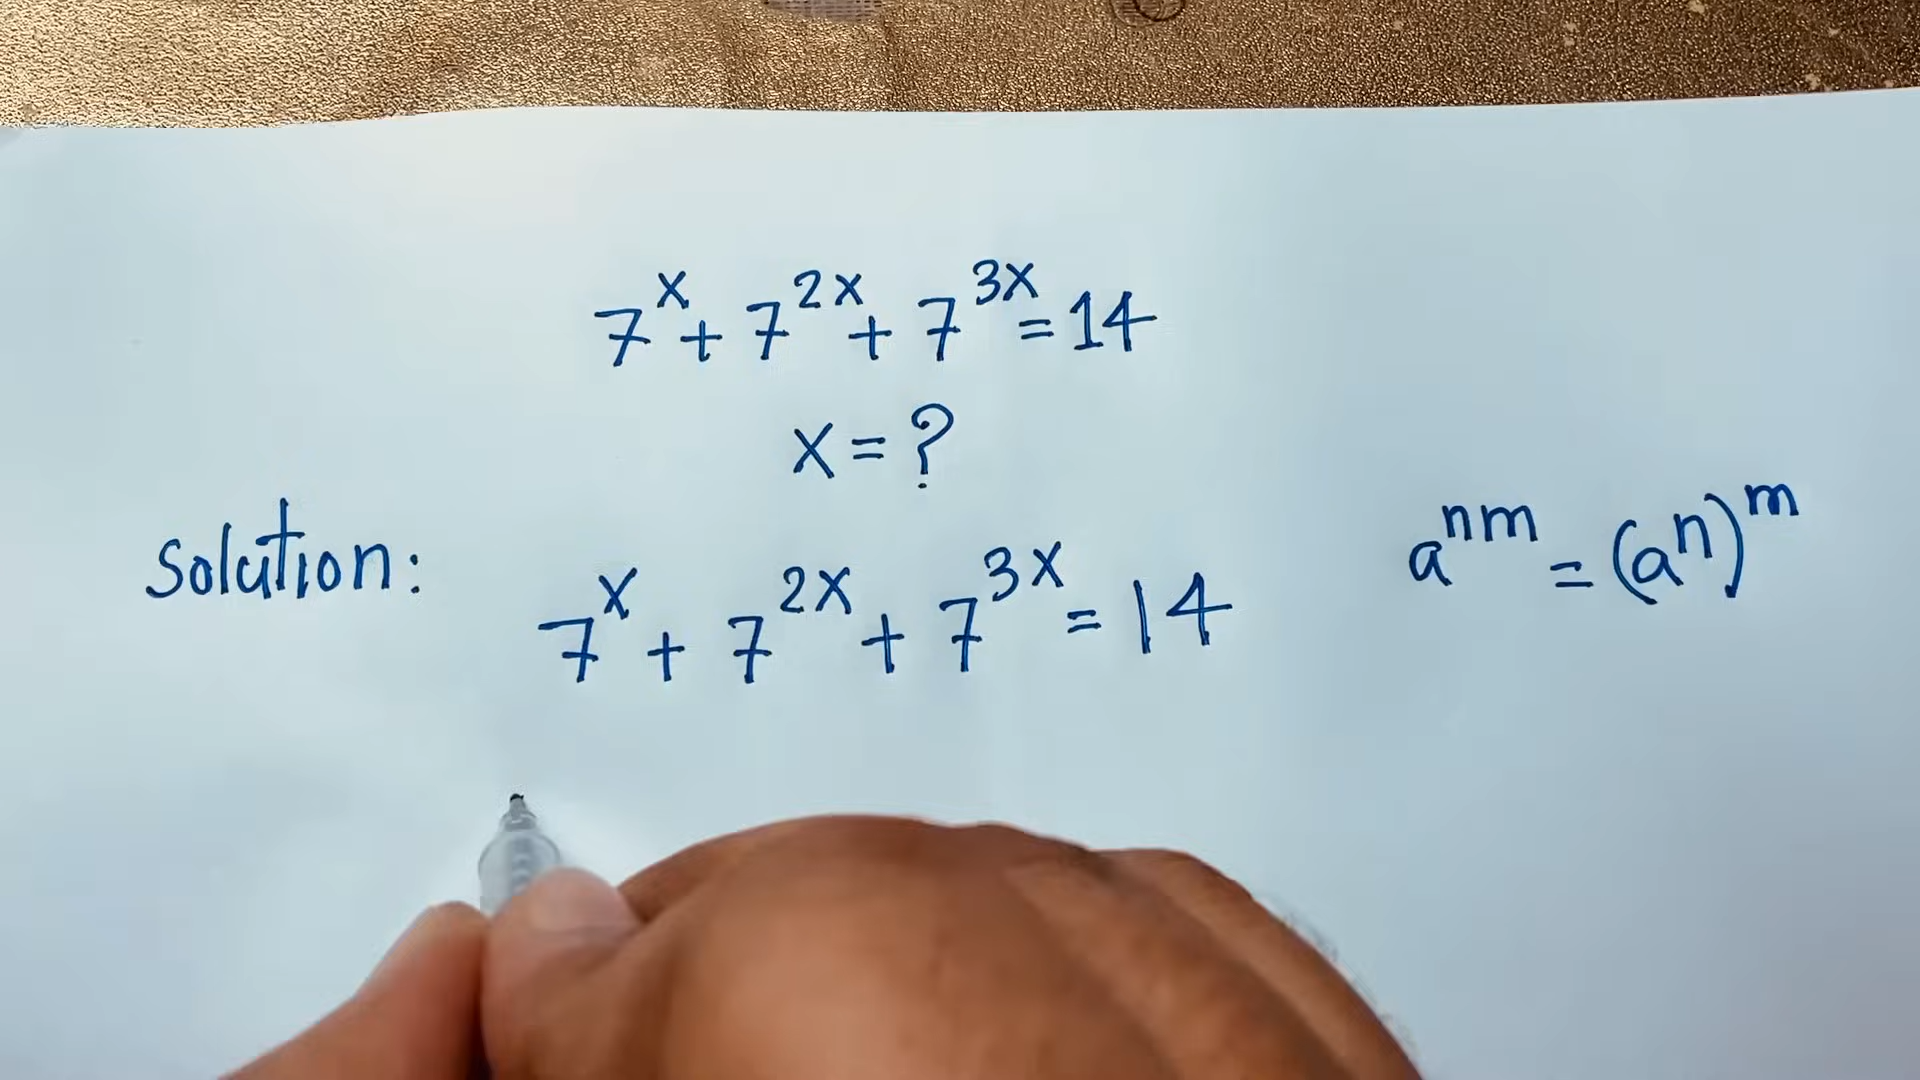 7^x + 7^2x + 7^3x = 14
x = ?
Solution:
7^x + 7^2x + 7^3x = 14
a^nm = (a^n)^m